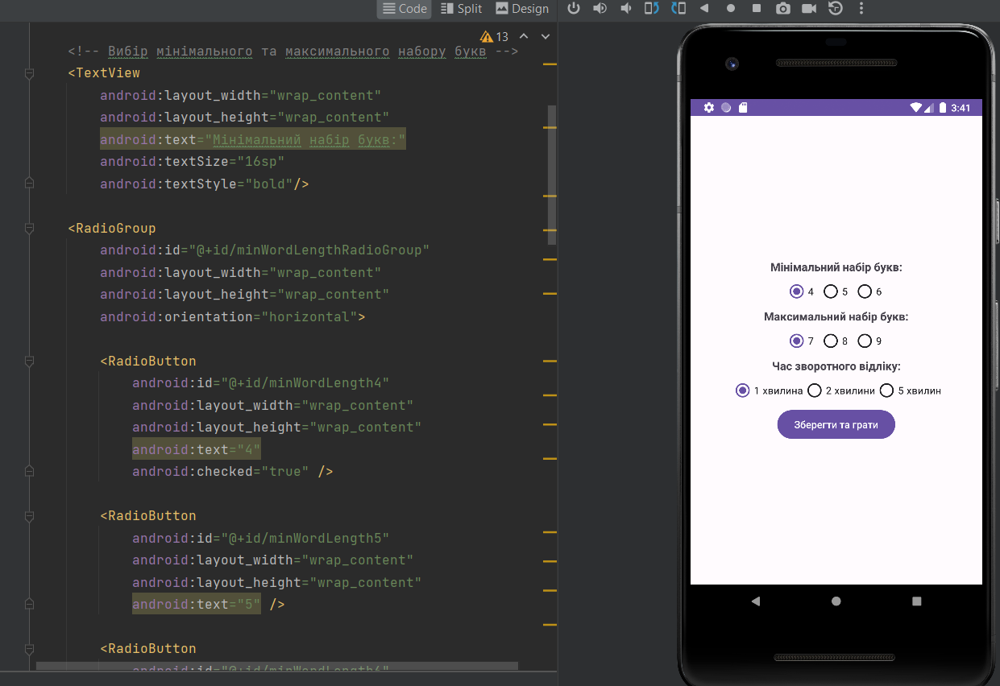 Code Split Design
13
<!-- Вибір мінімального та максимального набору букв -->
<TextView
android:layout_width="wrap_content"
android:layout_height="wrap_content"
android:text="Мінімальний набір букв:"
android:textSize="16sp"
android:textStyle="bold"/>
<RadioGroup
android:id="@+id/minWordLengthRadioGroup"
android:layout_width="wrap_content"
android:layout_height="wrap_content"
android:orientation="horizontal">
<RadioButton
android:id="@+id/minWordLength4"
android:layout_width="wrap_content"
android:layout_height="wrap_content"
android:text="4"
android:checked="true" />
<RadioButton
android:id="@+id/minWordLength5"
android:layout_width="wrap_content"
android:layout_height="wrap_content"
android:text="5" />
<RadioButton
android:id="@+id/minWordLength6"
3:41
Мінімальний набір букв:
4 5 6
Максимальний набір букв:
7 8 9
Час зворотного відліку:
1 хвилина 2 хвилини 5 хвилин
Зберегти та грати